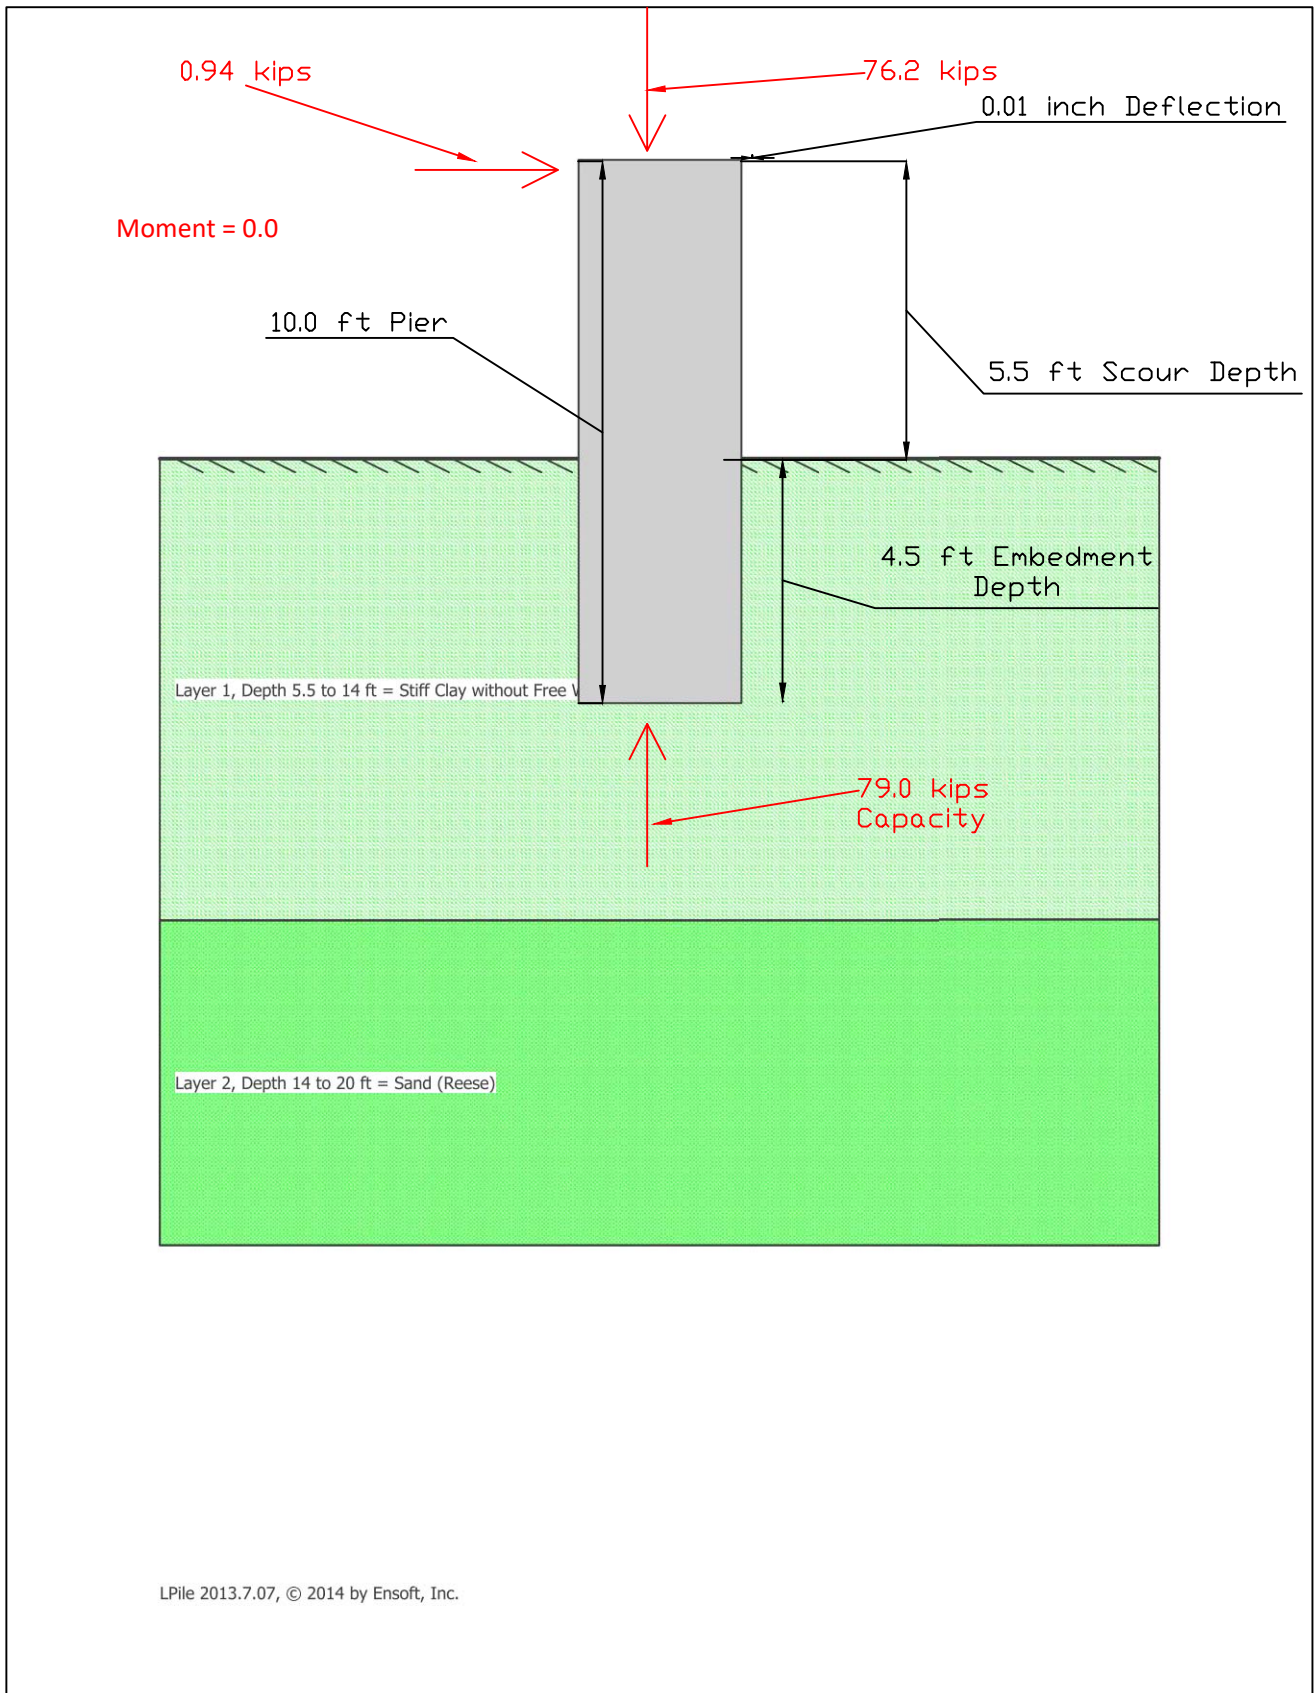 0.94 kips
76.2 kips
0.01 inch Deflection
Moment = 0.0
10.0 ft Pier
5.5 ft Scour Depth
4.5 ft Embedment
Depth
Layer 1, Depth 5.5 to 14 ft = Stiff Clay without Free
79.0 kips
Capacity
Layer 2, Depth 14 to 20 ft = Sand (Reese)
LPile 2013.7.07, © 2014 by Ensoft, Inc.